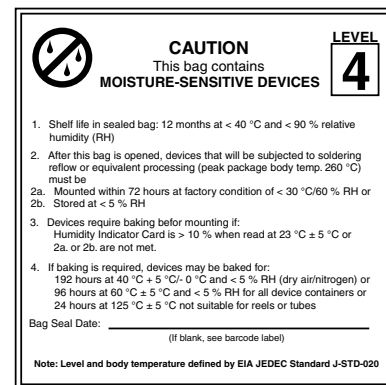 LEVEL
CAUTION
This bag contains
MOISTURE-SENSITIVE DEVICES
4
1. Shelf life in sealed bag: 12 months at < 40 °C and < 90 % relative
humidity (RH)
2. After this bag is opened, devices that will be subjected to soldering
reflow or equivalent processing (peak package body temp. 260 °C)
must be
2a. Mounted within 72 hours at factory condition of < 30 °C/60 % RH or
2b. Stored at < 5 % RH
3. Devices require baking befor mounting if:
Humidity Indicator Card is > 10 % when read at 23 °C ± 5 °C or
2a. or 2b. are not met.
4. If baking is required, devices may be baked for:
192 hours at 40 °C + 5 °C/- 0 °C and < 5 % RH (dry air/nitrogen) or
96 hours at 60 °C ± 5 °C and < 5 % RH for all device containers or
24 hours at 125 °C ± 5 °C not suitable for reels or tubes
Bag Seal Date:
(If blank, see barcode label)
Note: Level and body temperature defined by EIA JEDEC Standard J-STD-020